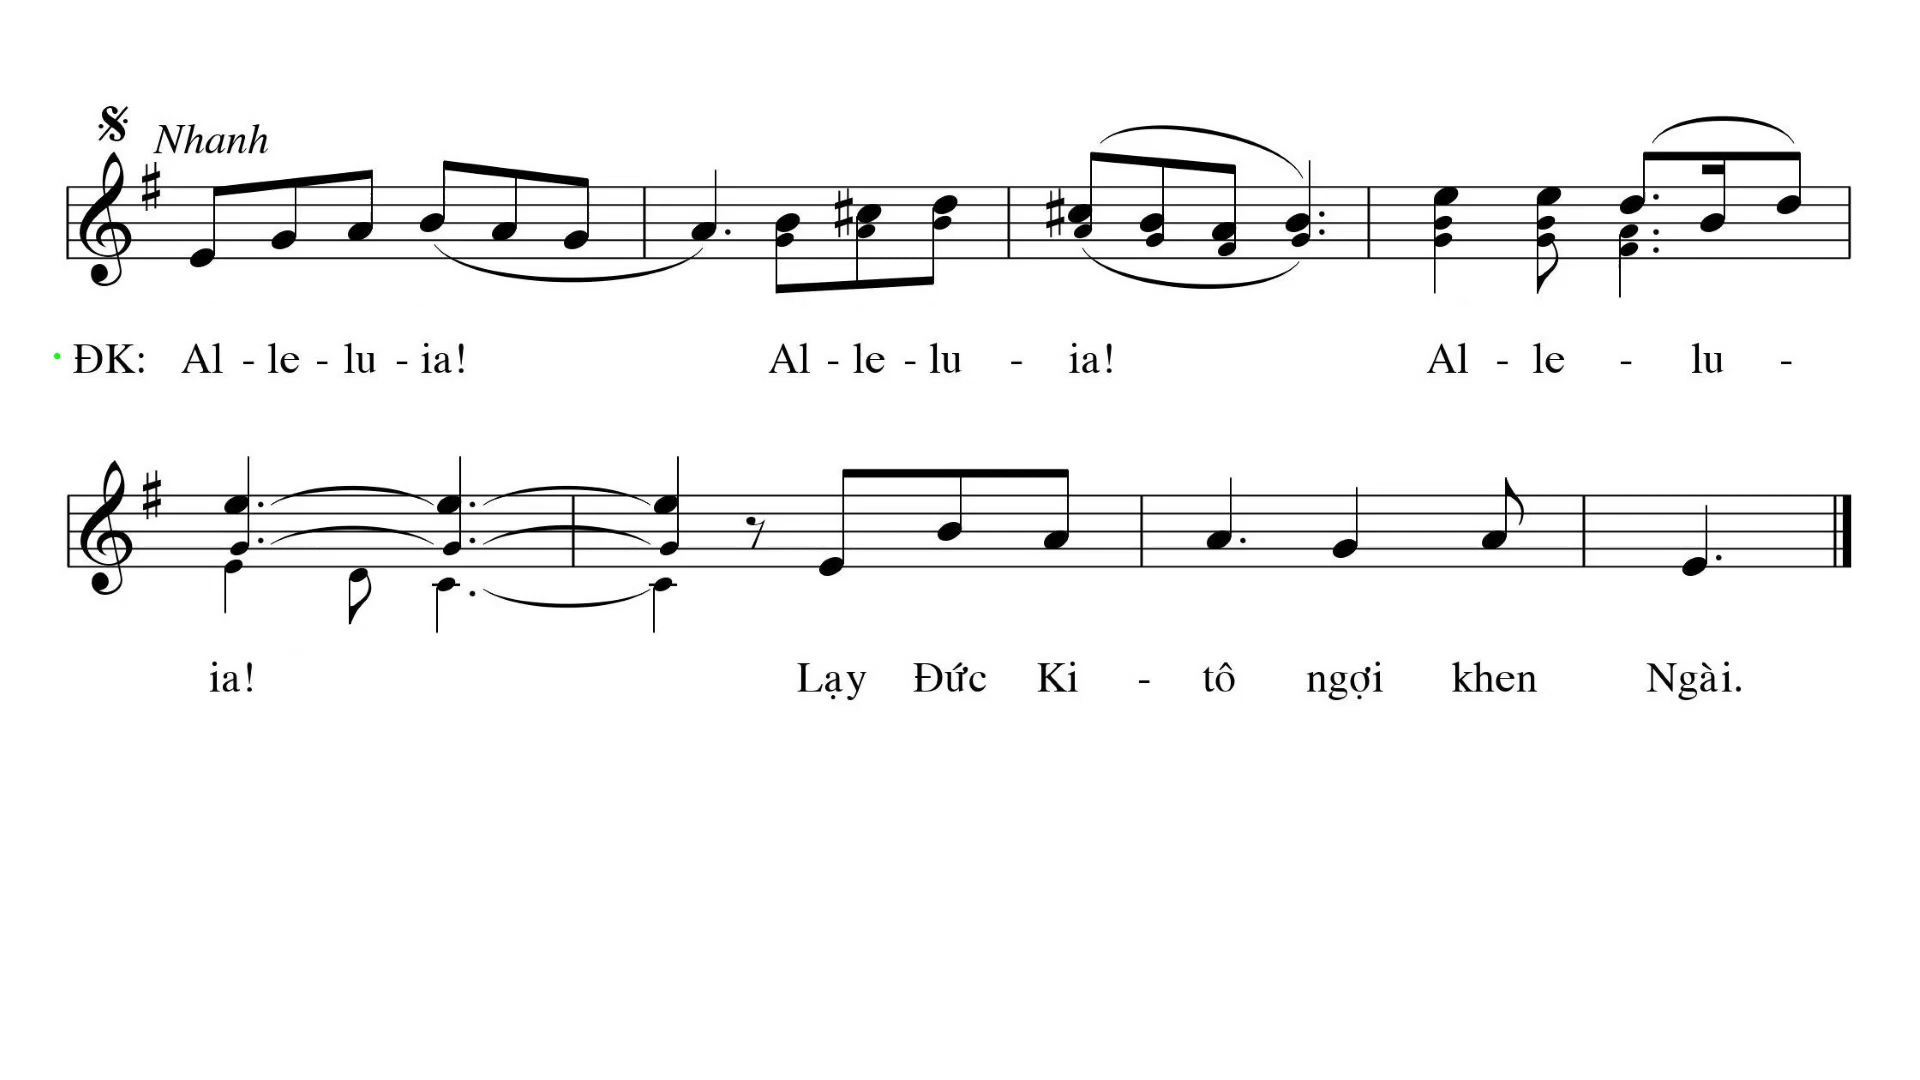 Nhanh
ĐK: Al - le - lu - ia! Al - le - lu - ia! Al - le - lu -
ia! Lạy Đức Ki - tô ngợi khen Ngài.